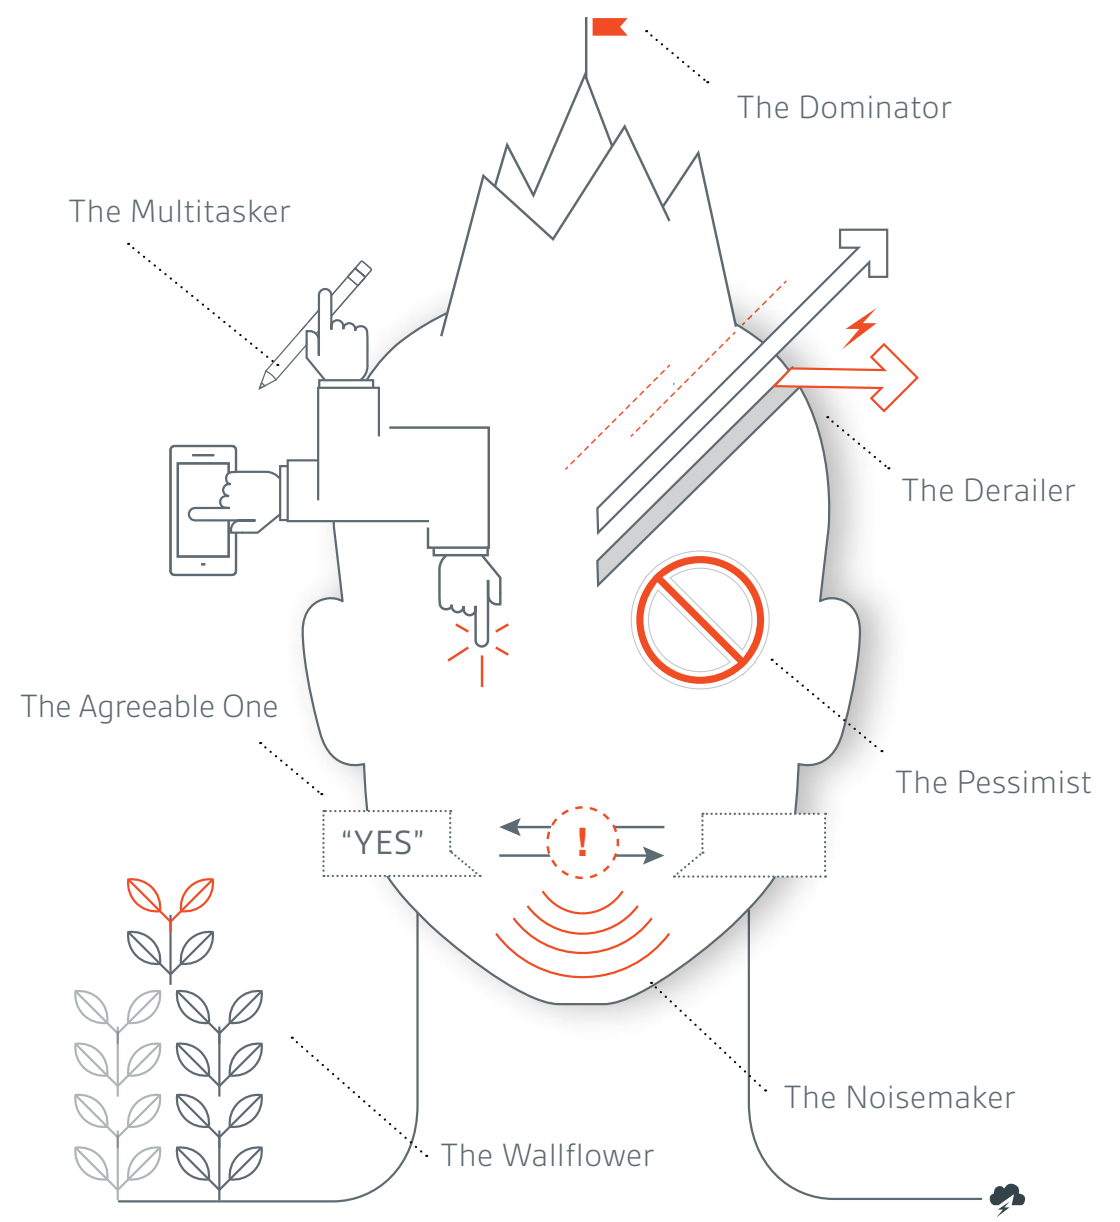 The Dominator
The Multitasker
The Derailer
The Agreeable One
The Pessimist
“YES”
!
The Noisemaker
The Wallflower